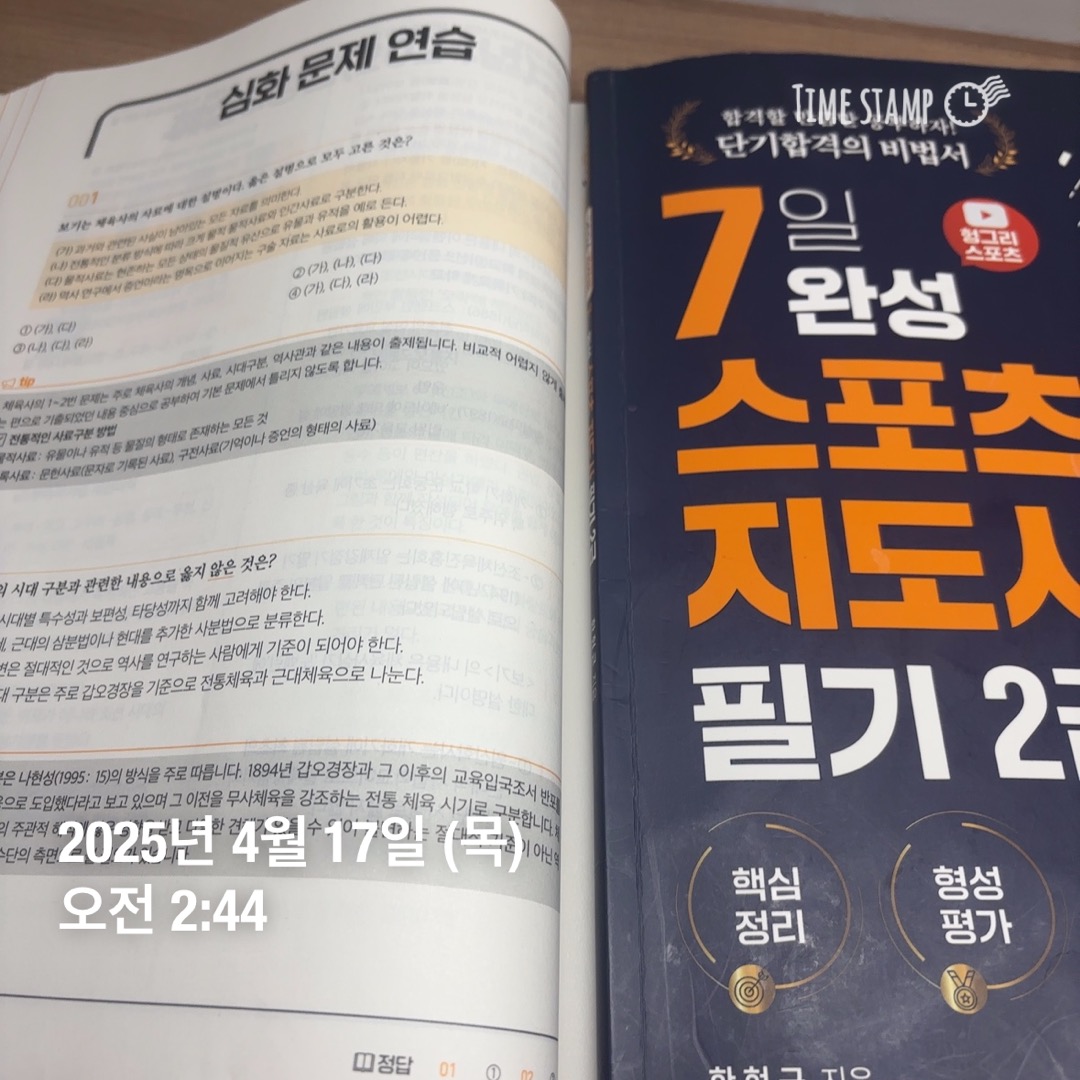 심화 문제 연습
001
보기는 체육사의 사료에 대한 설명이다. 옳은 설명으로 모두 고른 것은?
(가) 과거와 관련된 사실이 남아있는 모든 자료를 의미한다.
(나) 전통적인 분류 방식에 따라 크게 물적 물적사료와 인간사료로 구분한다.
(다) 물적사료는 현존하는 모든 상태의 물질적 유산으로 유물과 유적을 예로 든다.
(라) 역사 연구에서 증언이라는 명목으로 이어지는 구술 자료는 사료로의 활용이 어렵다.
① (가), (다)
② (가), (나), (다)
③ (나), (다), (라)
④ (가), (다), (라)
tip
체육사의 1~2번 문제는 주로 체육사의 개념, 사료, 시대구분, 역사관과 같은 내용이 출제됩니다. 비교적 어렵지 않게
는 편으로 기출되었던 내용 중심으로 공부하여 기본 문제에서 틀리지 않도록 합니다.
전통적인 사료구분 방법
물적사료 : 유물이나 유적 등 물질의 형태로 존재하는 모든 것
록사료 : 문헌사료(문자로 기록된 사료), 구전사료(기억이나 증언의 형태의 사료)
의 시대 구분과 관련한 내용으로 옳지 않은 것은?
시대별 특수성과 보편성, 타당성까지 함께 고려해야 한다.
, 근대의 삼분법이나 현대를 추가한 사분법으로 분류한다.
변은 절대적인 것으로 역사를 연구하는 사람에게 기준이 되어야 한다.
대 구분은 주로 갑오경장을 기준으로 전통체육과 근대체육으로 나눈다.
분은 나현성(1995 : 15)의 방식을 주로 따릅니다. 1894년 갑오경장과 그 이후의 교육입국조서 반포를
으로 도입했다라고 보고 있으며 그 이전을 무사체육을 강조하는 전통 체육 시기로 구분합니다.
의 주관적
수단의 측면
정답 01 ① 02
TIME STAMP
단기합격의 비법서
7일
완성
헝그리
스포츠
스포츠
지도사
필기 2급
핵심
정리
형성
평가
지음
2025년 4월 17일 (목)
오전 2:44